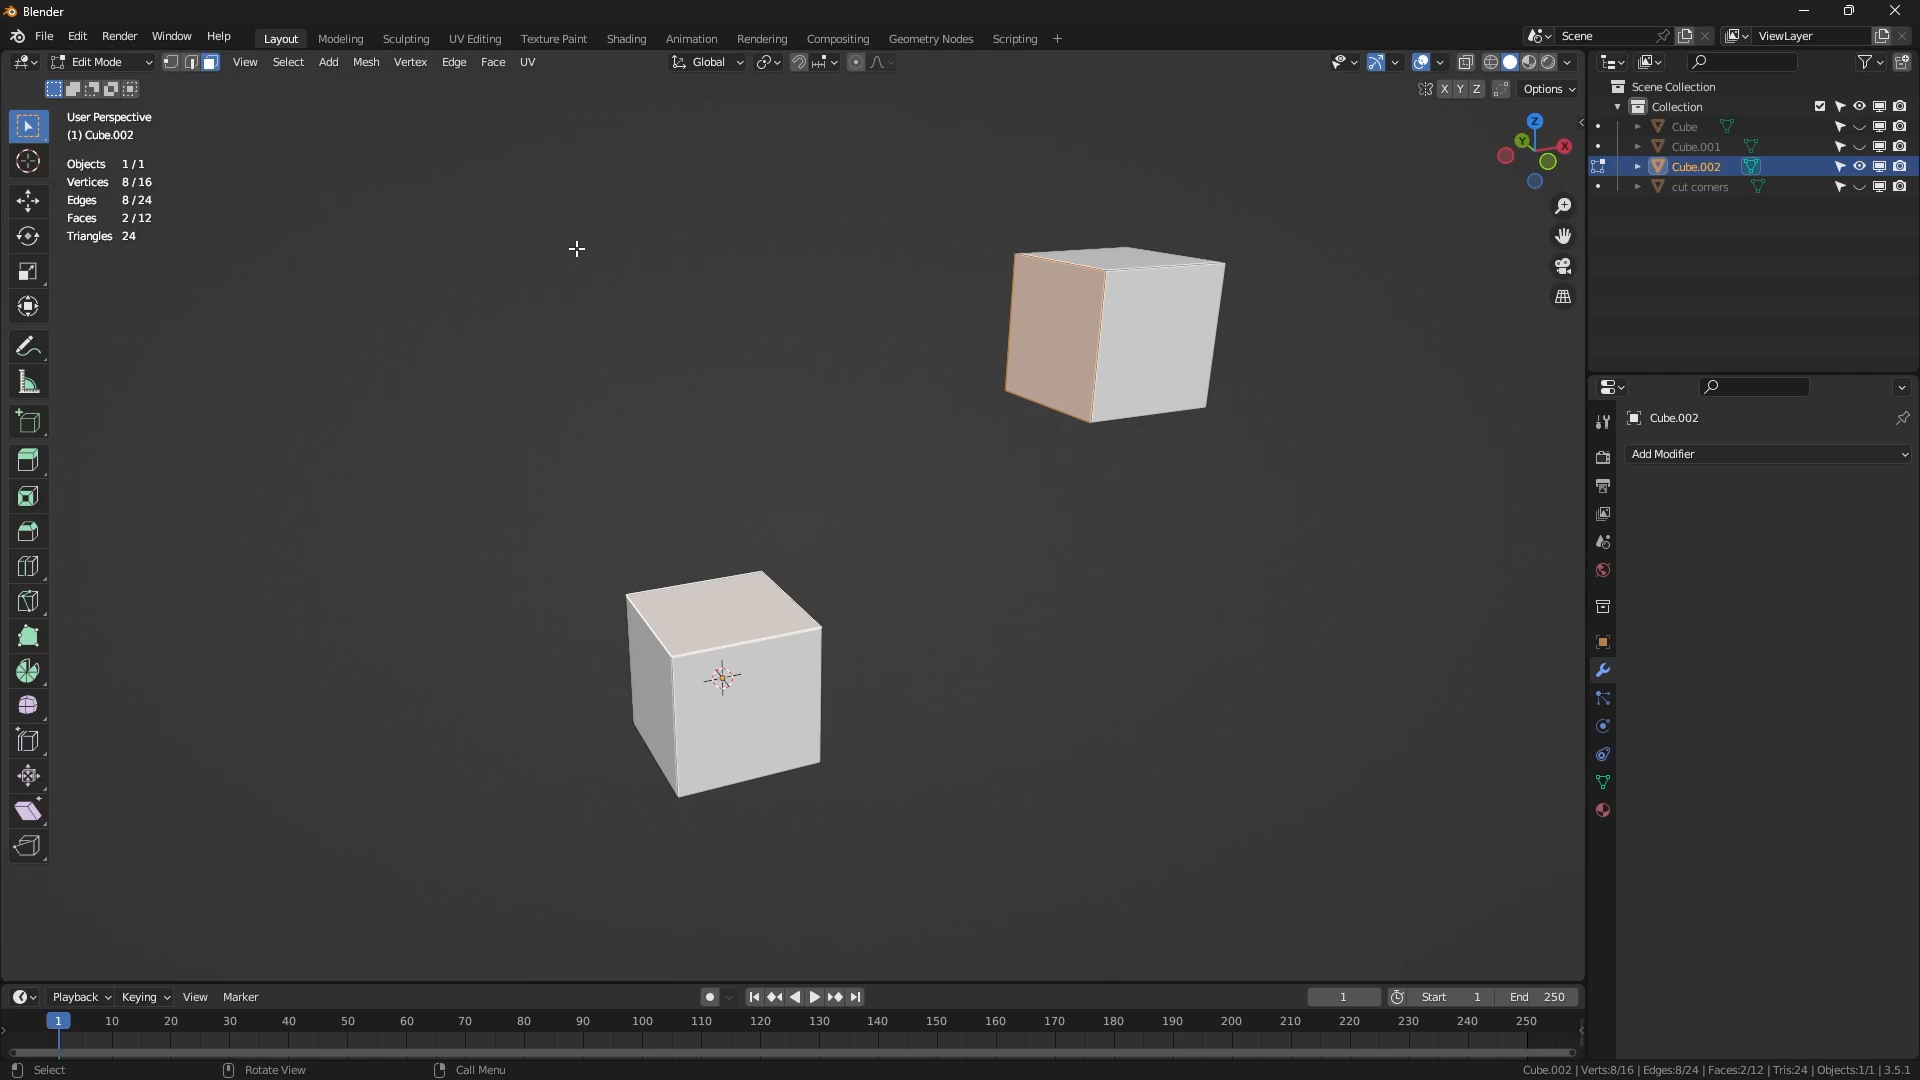 Blender
File Edit Render Window Help
Layout Modeling Sculpting UV Editing Texture Paint Shading Animation Rendering Compositing Geometry Nodes Scripting +
Scene
ViewLayer
Edit Mode
View Select Add Mesh Vertex Edge Face UV
Global
X Y Z
Options
User Perspective
(1) Cube.002
Objects 1/1
Vertices 8/16
Edges 8/24
Faces 2/12
Triangles 24
Z
Y
X
Scene Collection
Collection
Cube
Cube.001
Cube.002
cut corners
Cube.002
Add Modifier
Playback Keying View Marker
1
Start 1
End 250
1 10 20 30 40 50 60 70 80 90 100 110 120 130 140 150 160 170 180 190 200 210 220 230 240 250
Select
Rotate View
Call Menu
Cube.002 | Verts:8/16 | Edges:8/24 | Faces:2/12 | Tris:24 | Objects:1/1 | 3.5.1